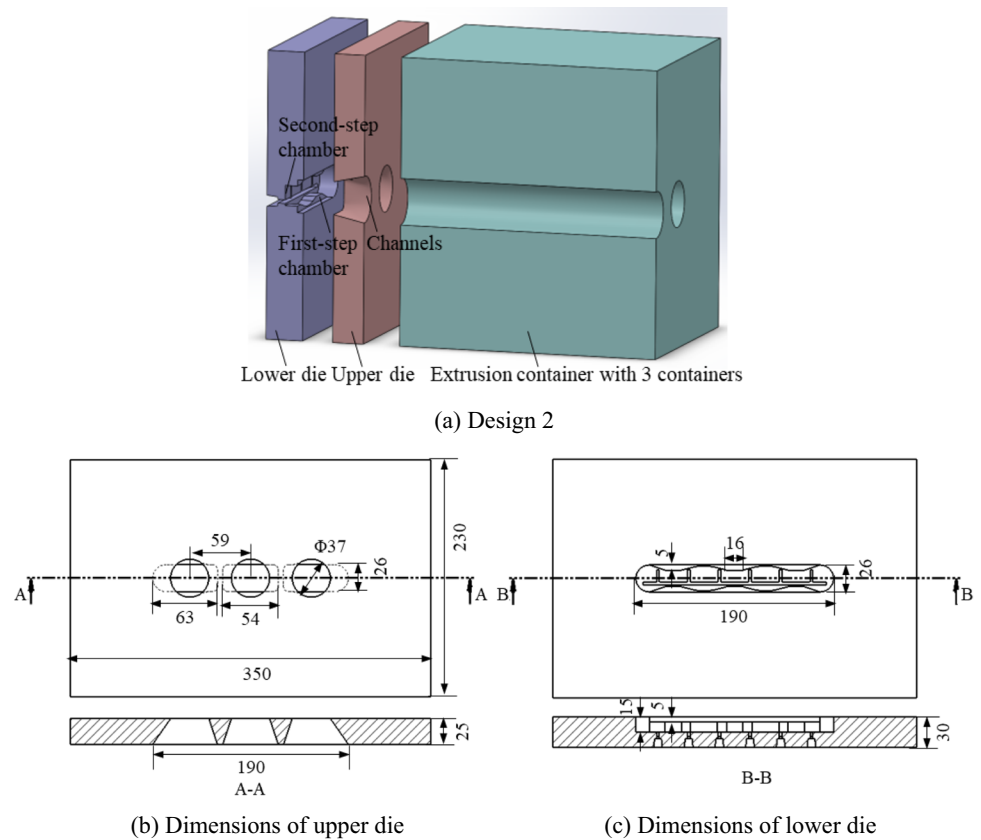 Second-step
chamber
First-step Channels
chamber
Lower die Upper die Extrusion container with 3 containers
(a) Design 2
59
Φ37
26
230
A A
63
54
350
25
190
A-A
5
16
26
B B
190
15
5
30
B-B
(b) Dimensions of upper die
(c) Dimensions of lower die